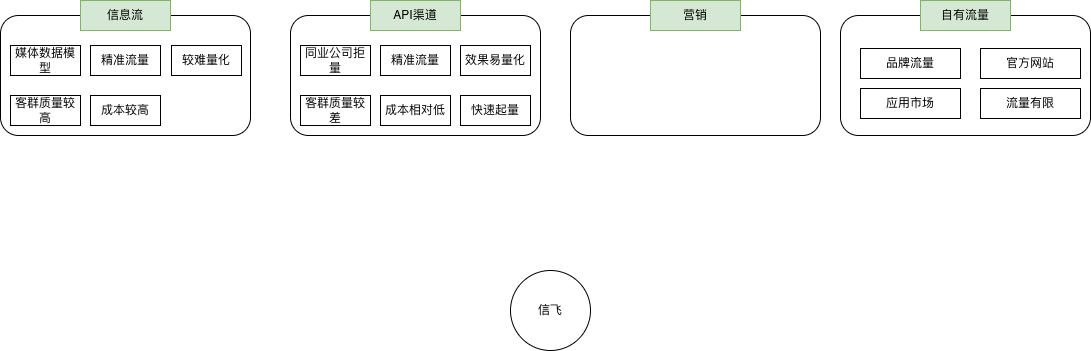 信息流
API渠道
营销
自有流量
媒体数据模
型
精准流量
较难量化
客群质量较
高
成本较高
同业公司拒
量
精准流量
效果易量化
客群质量较
差
成本相对低
快速起量
品牌流量
官方网站
应用市场
流量有限
信飞